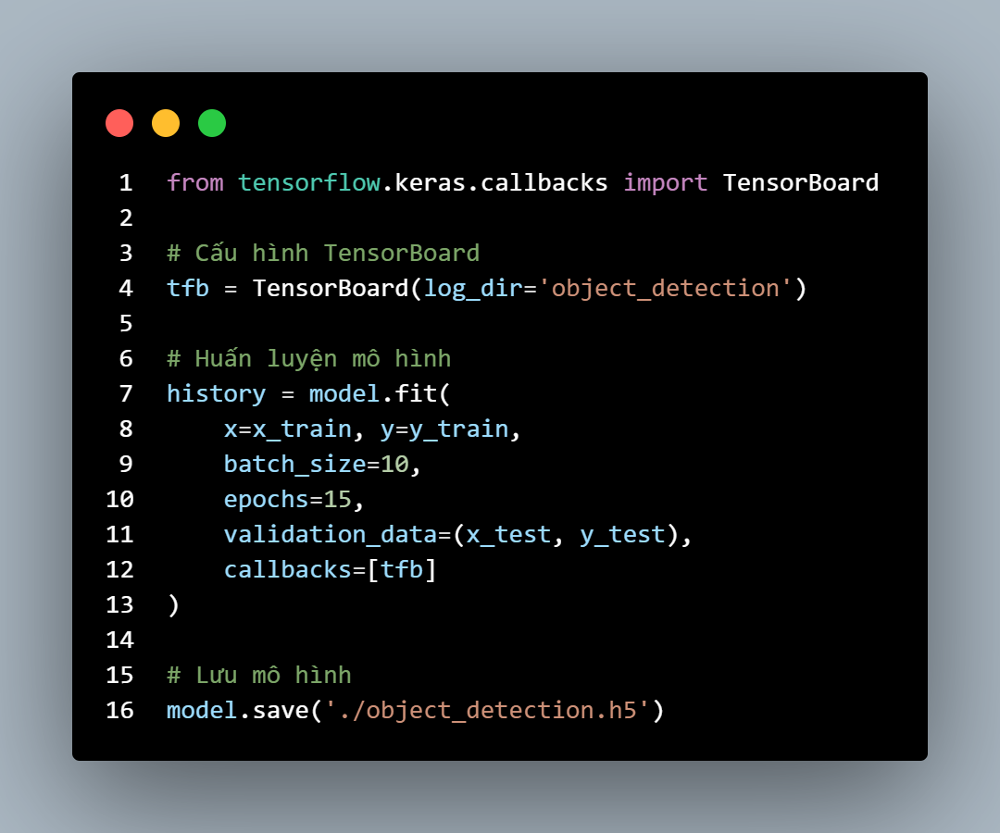 1 from tensorflow.keras.callbacks import TensorBoard
2
3 # Cấu hình TensorBoard
4 tfb = TensorBoard(log_dir='object_detection')
5
6 # Huấn luyện mô hình
7 history = model.fit(
8     x=x_train, y=y_train,
9     batch_size=10,
10     epochs=15,
11     validation_data=(x_test, y_test),
12     callbacks=[tfb]
13 )
14
15 # Lưu mô hình
16 model.save('./object_detection.h5')